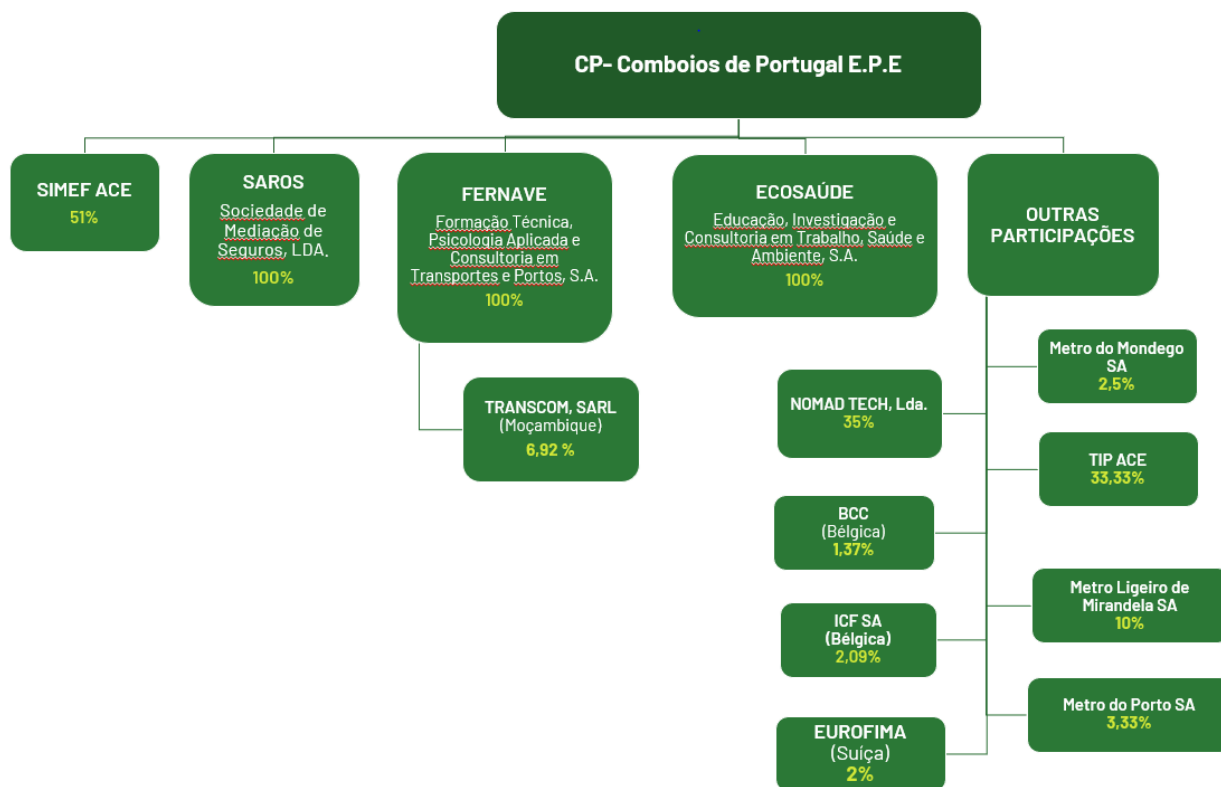 CP- Comboios de Portugal E.P.E
SIMEF ACE
51%
SAROS
Sociedade de
Mediação de
Seguros, LDA.
100%
FERNAVE
Formação Técnica,
Psicologia Aplicada e
Consultoria em
Transportes e Portos, S.A.
100%
ECOSAÚDE
Educação, Investigação e
Consultoria em Trabalho, Saúde e
Ambiente, S.A.
100%
OUTRAS
PARTICIPAÇÕES
TRANSCOM, SARL
(Moçambique)
6,92 %
NOMAD TECH, Lda.
35%
BCC
(Bélgica)
1,37%
ICF SA
(Bélgica)
2,09%
EUROFIMA
(Suíça)
2%
Metro do Mondego
SA
2,5%
TIP ACE
33,33%
Metro Ligeiro de
Mirandela SA
10%
Metro do Porto SA
3,33%